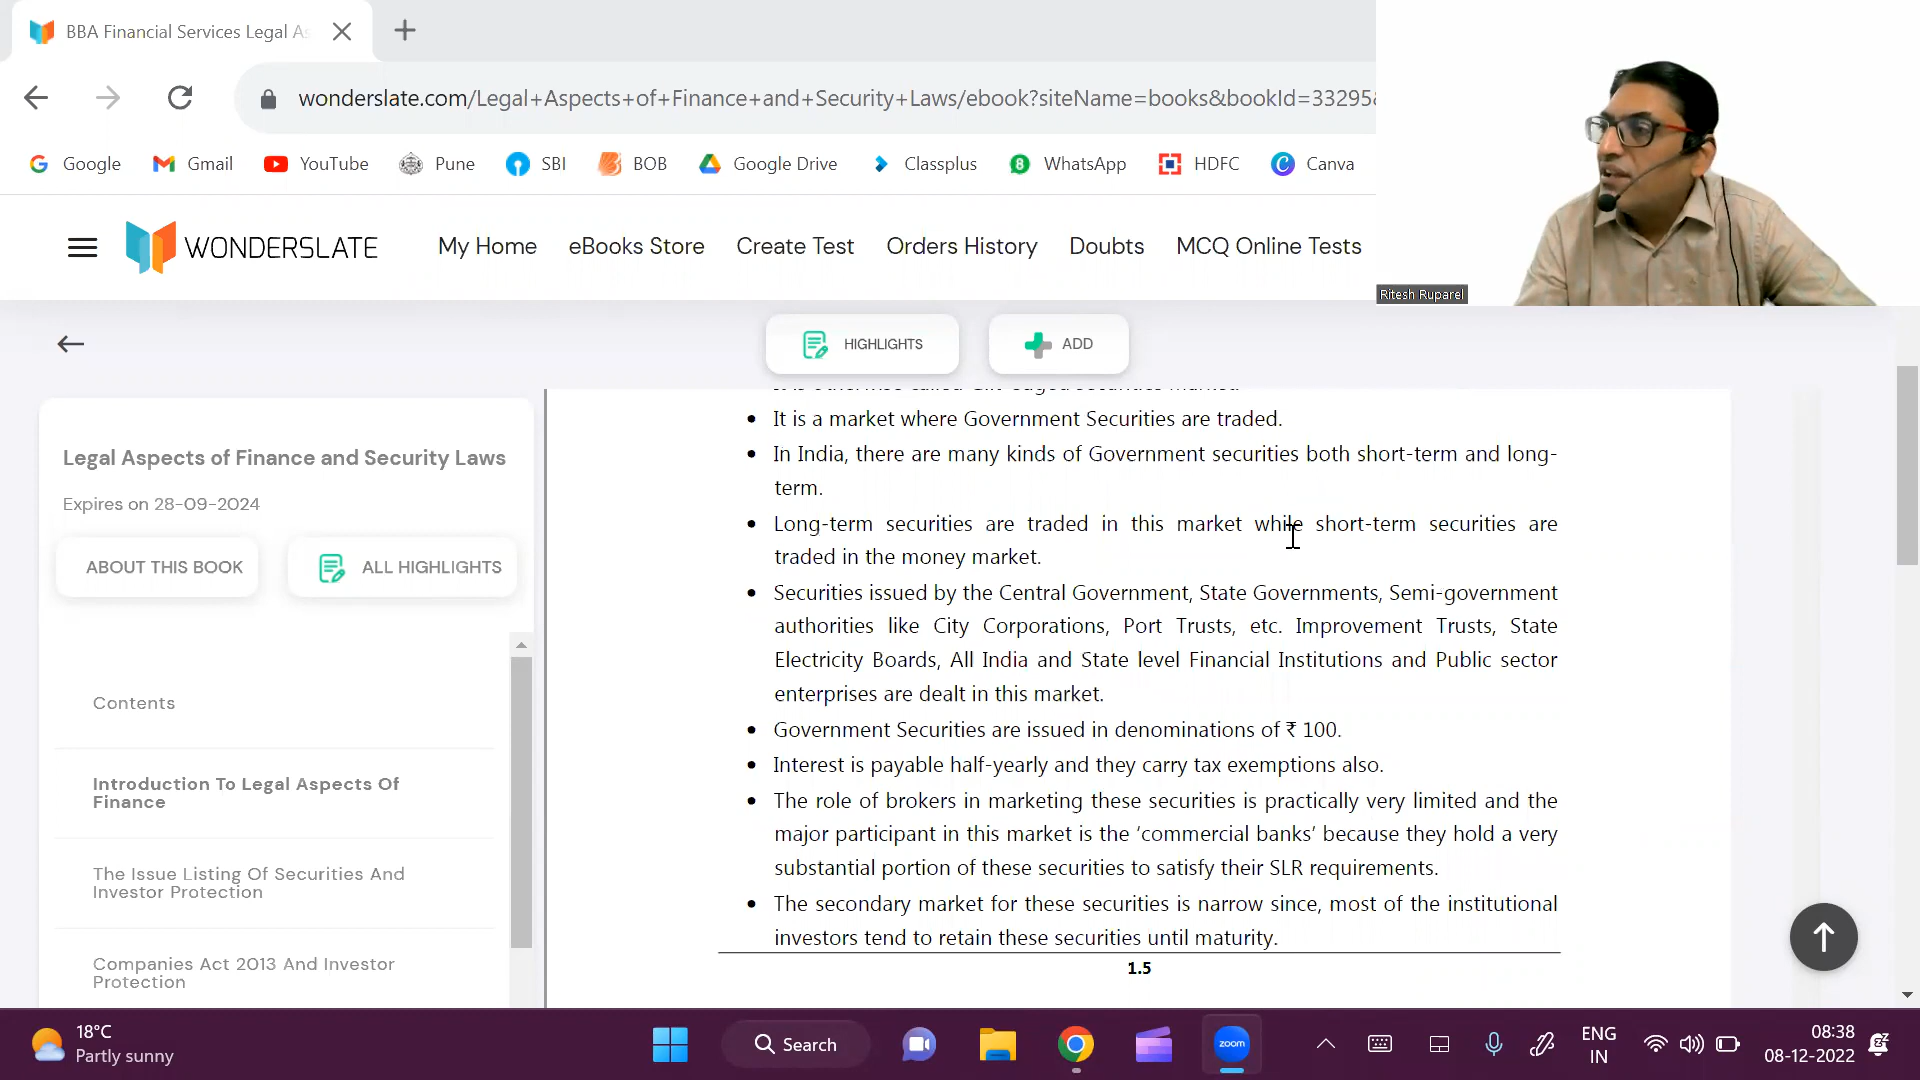 BBA Financial Services Legal As
wonderslate.com/Legal+Aspects+of+Finance+and+Security+Laws/ebook?siteName=books&bookId=33295
Google Gmail YouTube Pune SBI BOB Google Drive Classplus 8 WhatsApp HDFC Canva
WONDERSLATE My Home eBooks Store Create Test Orders History Doubts MCQ Online Tests
Ritesh Ruparel
HIGHLIGHTS ADD
Legal Aspects of Finance and Security Laws
Expires on 28-09-2024
ABOUT THIS BOOK ALL HIGHLIGHTS
Contents
Introduction To Legal Aspects Of
Finance
The Issue Listing Of Securities And
Investor Protection
Companies Act 2013 And Investor
Protection
• It is a market where Government Securities are traded.
• In India, there are many kinds of Government securities both short-term and long-
term.
• Long-term securities are traded in this market while short-term securities are
traded in the money market.
• Securities issued by the Central Government, State Governments, Semi-government
authorities like City Corporations, Port Trusts, etc. Improvement Trusts, State
Electricity Boards, All India and State level Financial Institutions and Public sector
enterprises are dealt in this market.
• Government Securities are issued in denominations of ₹ 100.
• Interest is payable half-yearly and they carry tax exemptions also.
• The role of brokers in marketing these securities is practically very limited and the
major participant in this market is the ‘commercial banks’ because they hold a very
substantial portion of these securities to satisfy their SLR requirements.
• The secondary market for these securities is narrow since, most of the institutional
investors tend to retain these securities until maturity.
1.5
18°C
Partly sunny
Search
zoom
ENG
IN
08:38
08-12-2022